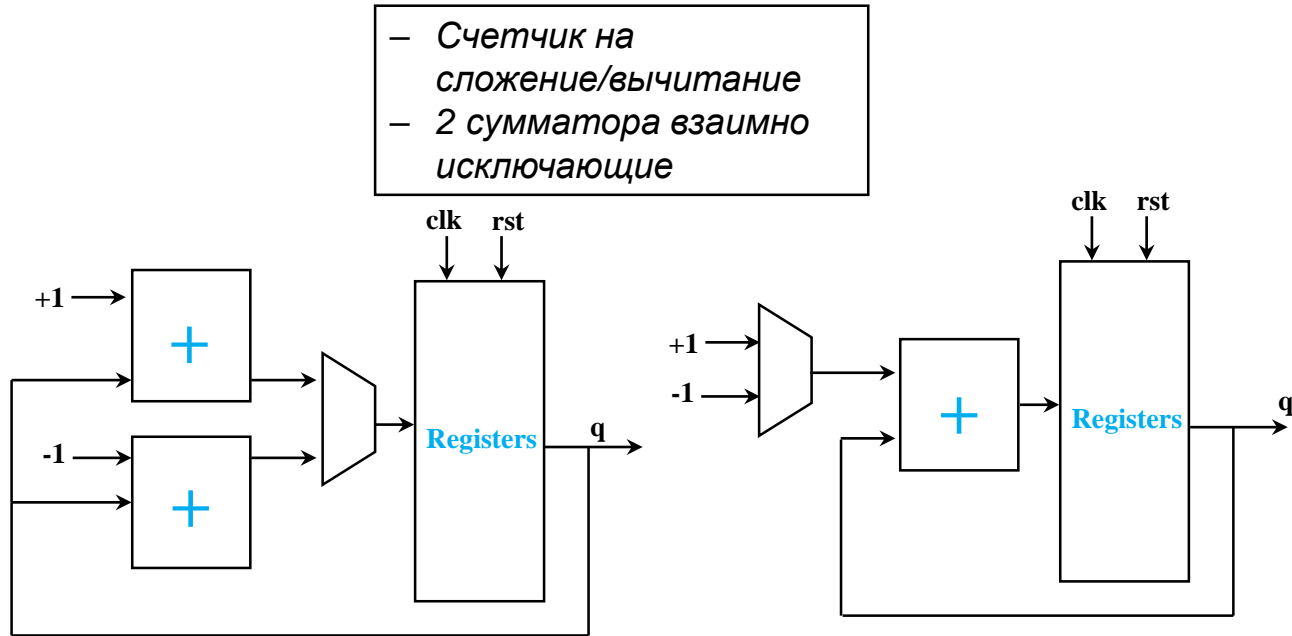 – Счетчик на
сложение/вычитание
– 2 сумматора взаимно
исключающие
clk rst
+1
+
-1
+
Registers
q
clk rst
+1
-1
+
Registers
q